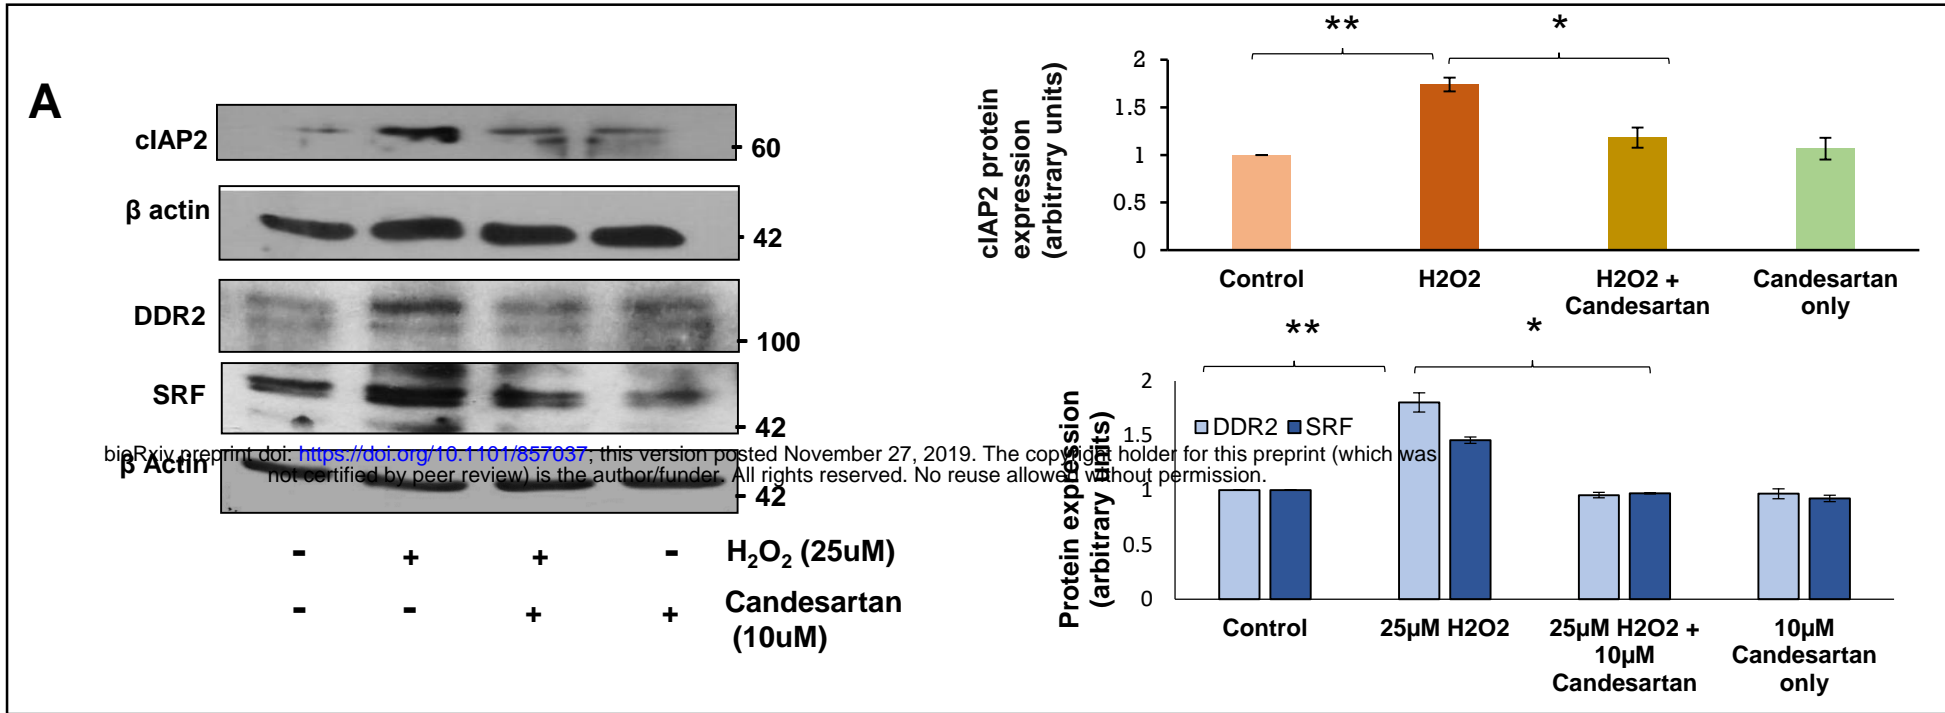 A
cIAP2
60
β actin
42
DDR2
100
SRF
42
β Actin
42
bioRxiv preprint doi: https://doi.org/10.1101/857037; this version posted November 27, 2019. The copyright holder for this preprint (which was
not certified by peer review) is the author/funder. All rights reserved. No reuse allowed without permission.
- + + - H₂O₂ (25uM)
- - + + Candesartan
(10uM)
** *
cIAP2 protein
expression
(arbitrary units)
2
1.5
1
0.5
0
Control H2O2 H2O2 + Candesartan
Candesartan only
** *
Protein expression
(arbitrary units)
2
1.5
1
0.5
0
DDR2 SRF
Control 25µM H2O2 25µM H2O2 + 10µM
10µM Candesartan
Candesartan only